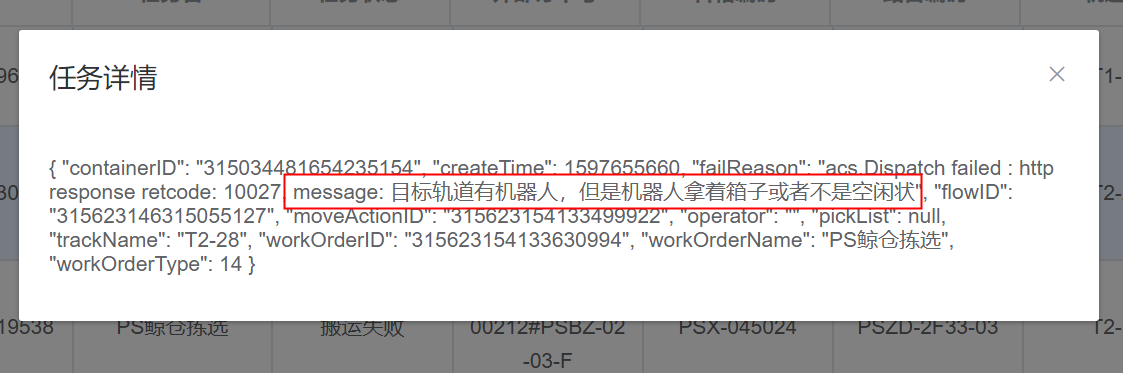 任务详情
{ "containerID": "315034481654235154", "createTime": 1597655660, "failReason": "acs.Dispatch failed : http
response retcode: 10027, message: 目标轨道有机器人，但是机器人拿着箱子或者不是空闲状", "flowID":
"315623146315055127", "moveActionID": "315623154133499922", "operator": "", "pickList": null,
"trackName": "T2-28", "workOrderID": "315623154133630994", "workOrderName": "PS鲸仓拣选",
"workOrderType": 14 }
19538 PS鲸仓拣选 搬运失败 00212#PSBZ-02 PSX-045024 PSZD-2F33-03 T2-
-03-F